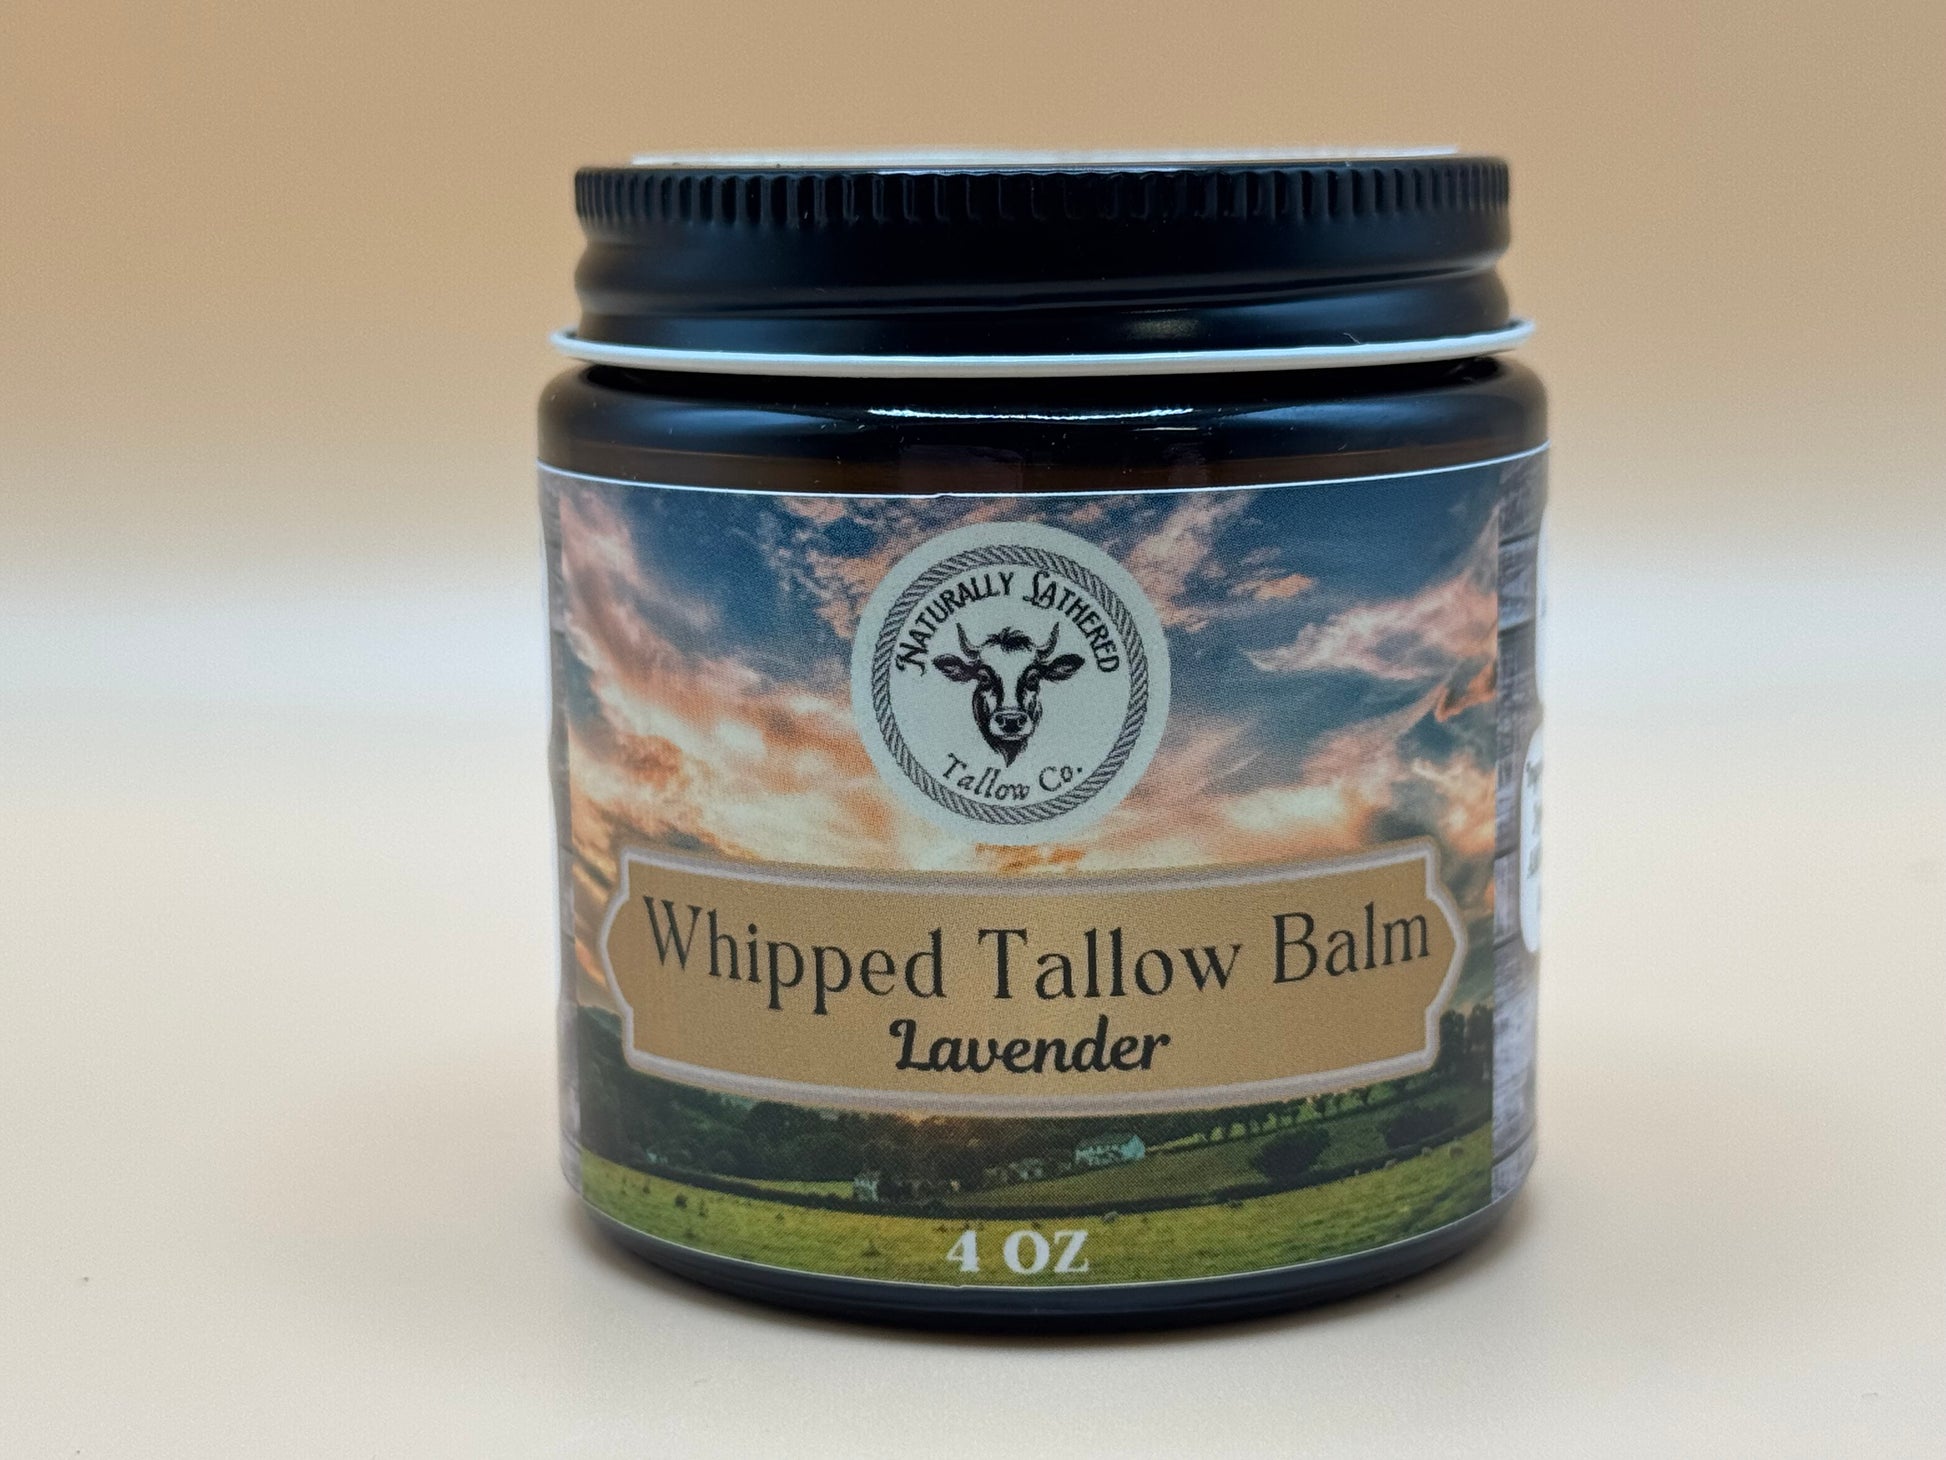 Naturally Lathered
Tallow Co.
Whipped Tallow Balm
Lavender
4 OZ